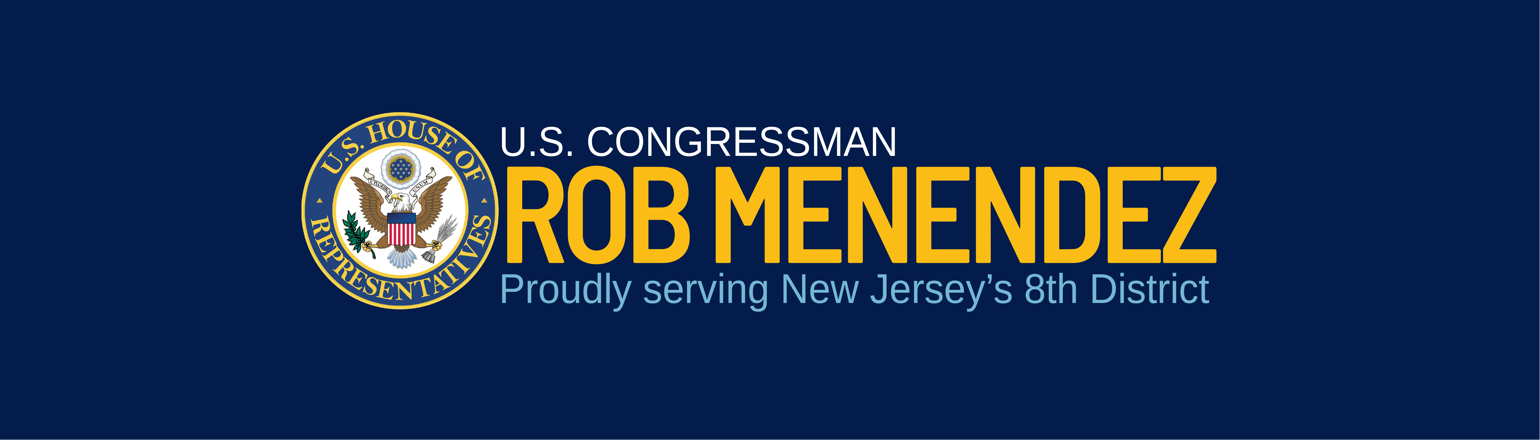 U.S. HOUSE OF
REPRESENTATIVES
U.S. CONGRESSMAN
ROB MENENDEZ
Proudly serving New Jersey’s 8th District